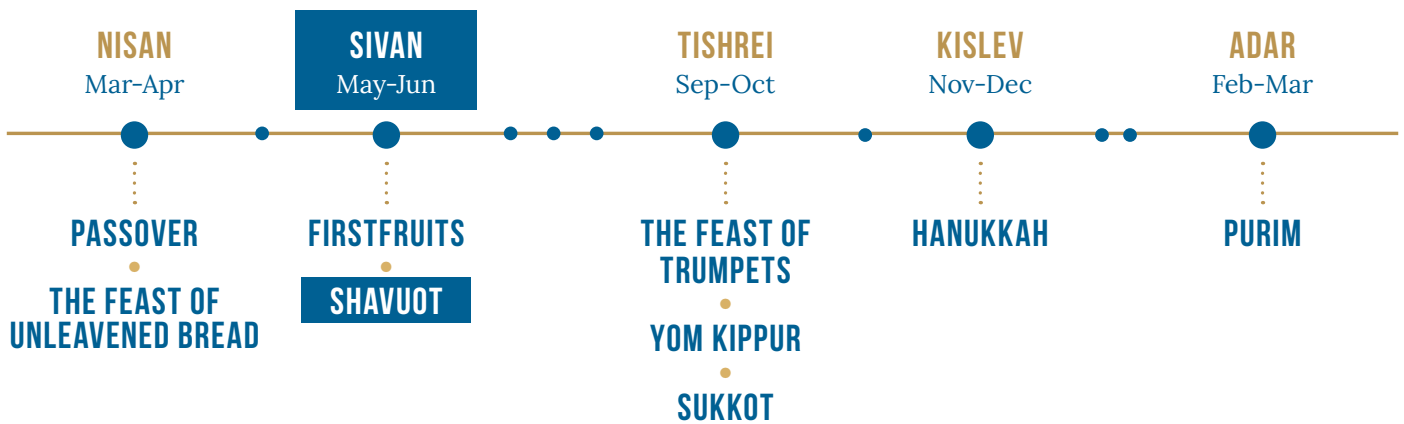 NISAN
Mar-Apr
SIVAN
May-Jun
TISHREI
Sep-Oct
KISLEV
Nov-Dec
ADAR
Feb-Mar
PASSOVER
THE FEAST OF
UNLEAVENED BREAD
FIRSTFRUITS
SHAVUOT
THE FEAST OF
TRUMPETS
YOM KIPPUR
SUKKOT
HANUKKAH
PURIM